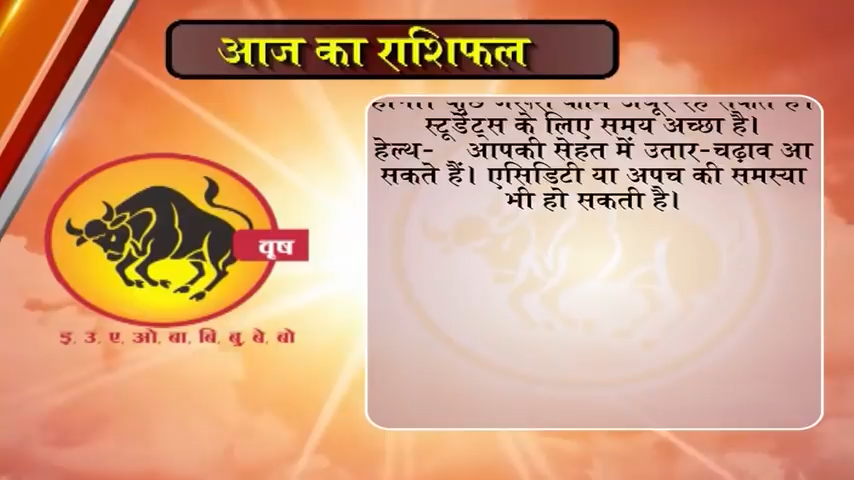 आज का राशिफल
स्टूडेंट्स के लिए समय अच्छा है।
हेल्थ- आपकी सेहत में उतार-चढ़ाव आ
सकते हैं। एसिडिटी या अपच की समस्या
भी हो सकती है।
वृष
इ, उ, ए, ओ, बा, बि, बु, बे, बो